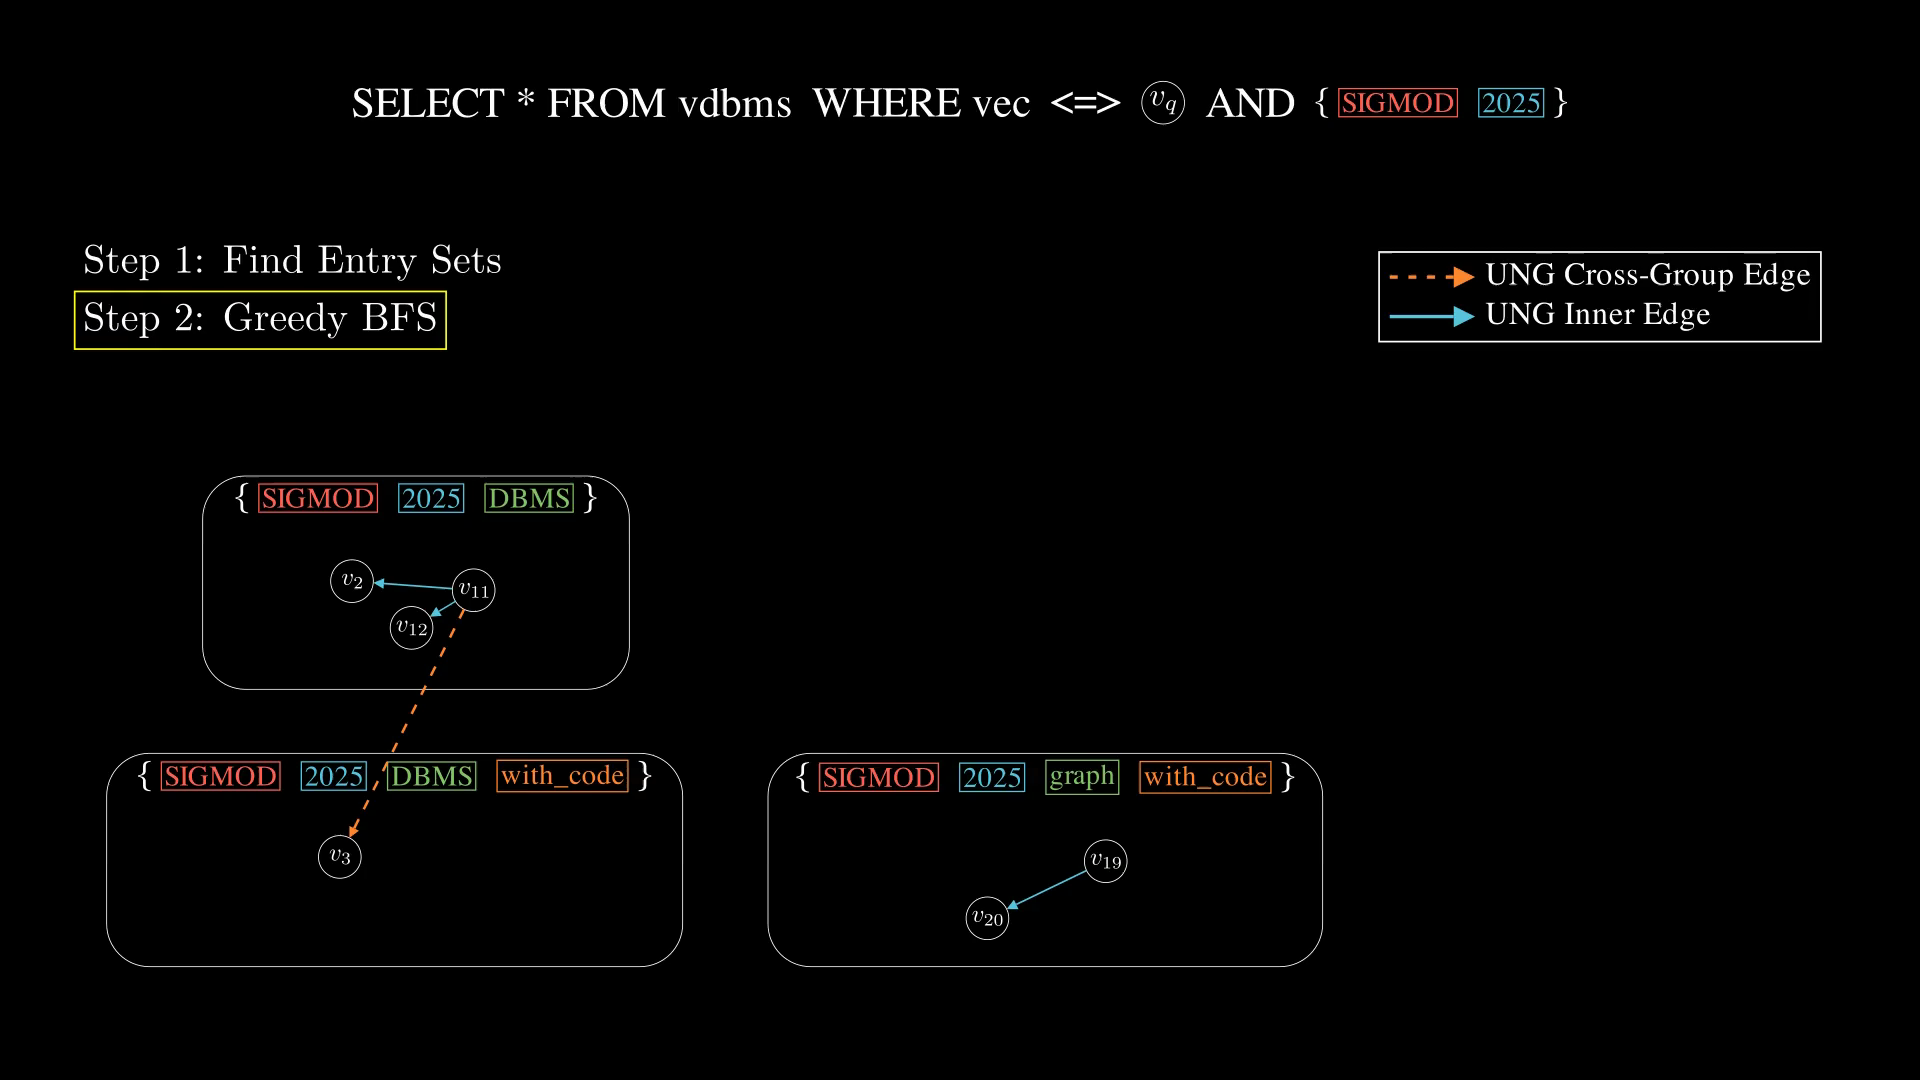 SELECT * FROM vdbms WHERE vec <=> v_q AND { SIGMOD 2025 }
Step 1: Find Entry Sets
Step 2: Greedy BFS
UNG Cross-Group Edge
UNG Inner Edge
{ SIGMOD 2025 DBMS }
v_2
v_11
v_12
{ SIGMOD 2025 DBMS with_code }
v_3
{ SIGMOD 2025 graph with_code }
v_19
v_20